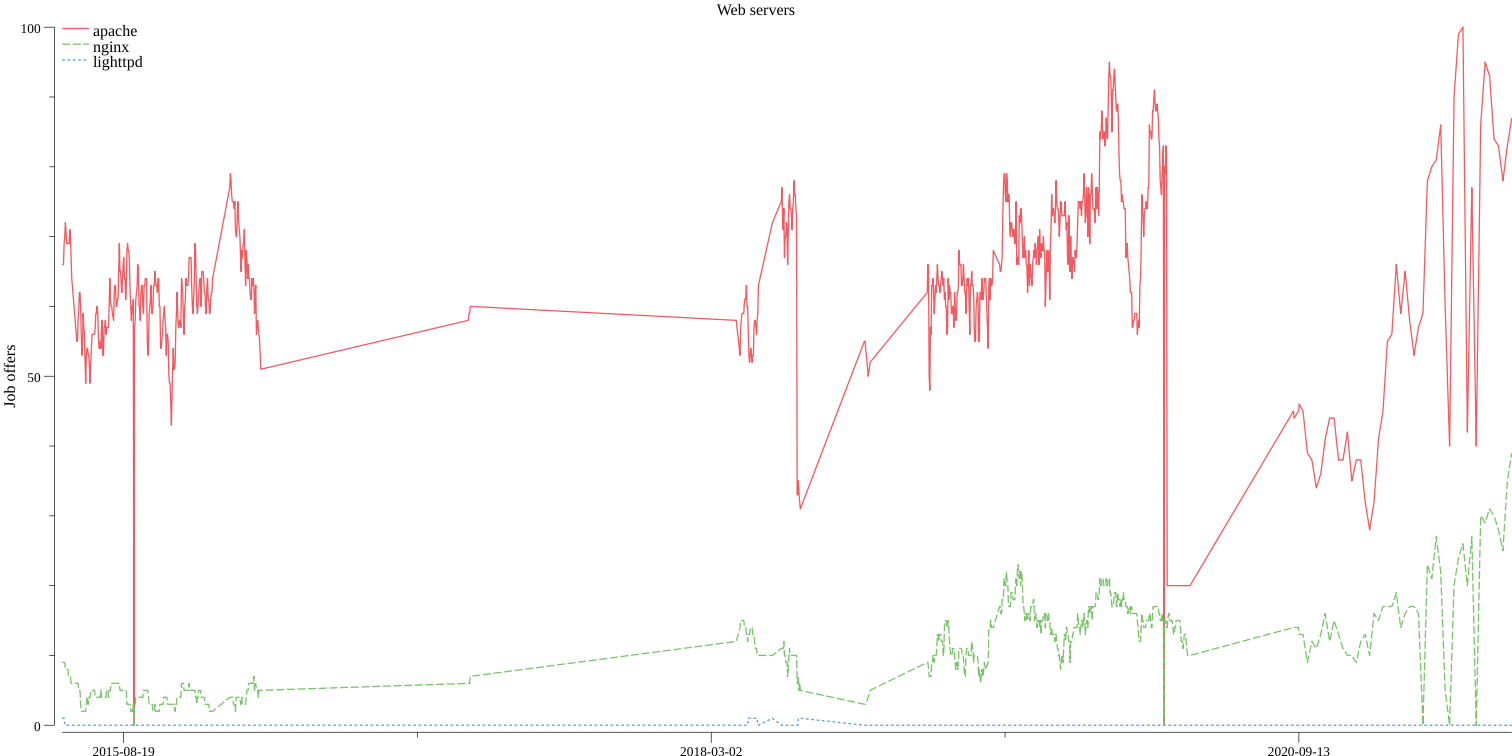 Web servers
100
apache
nginx
lighttpd
50
Job offers
0
2015-08-19
2018-03-02
2020-09-13